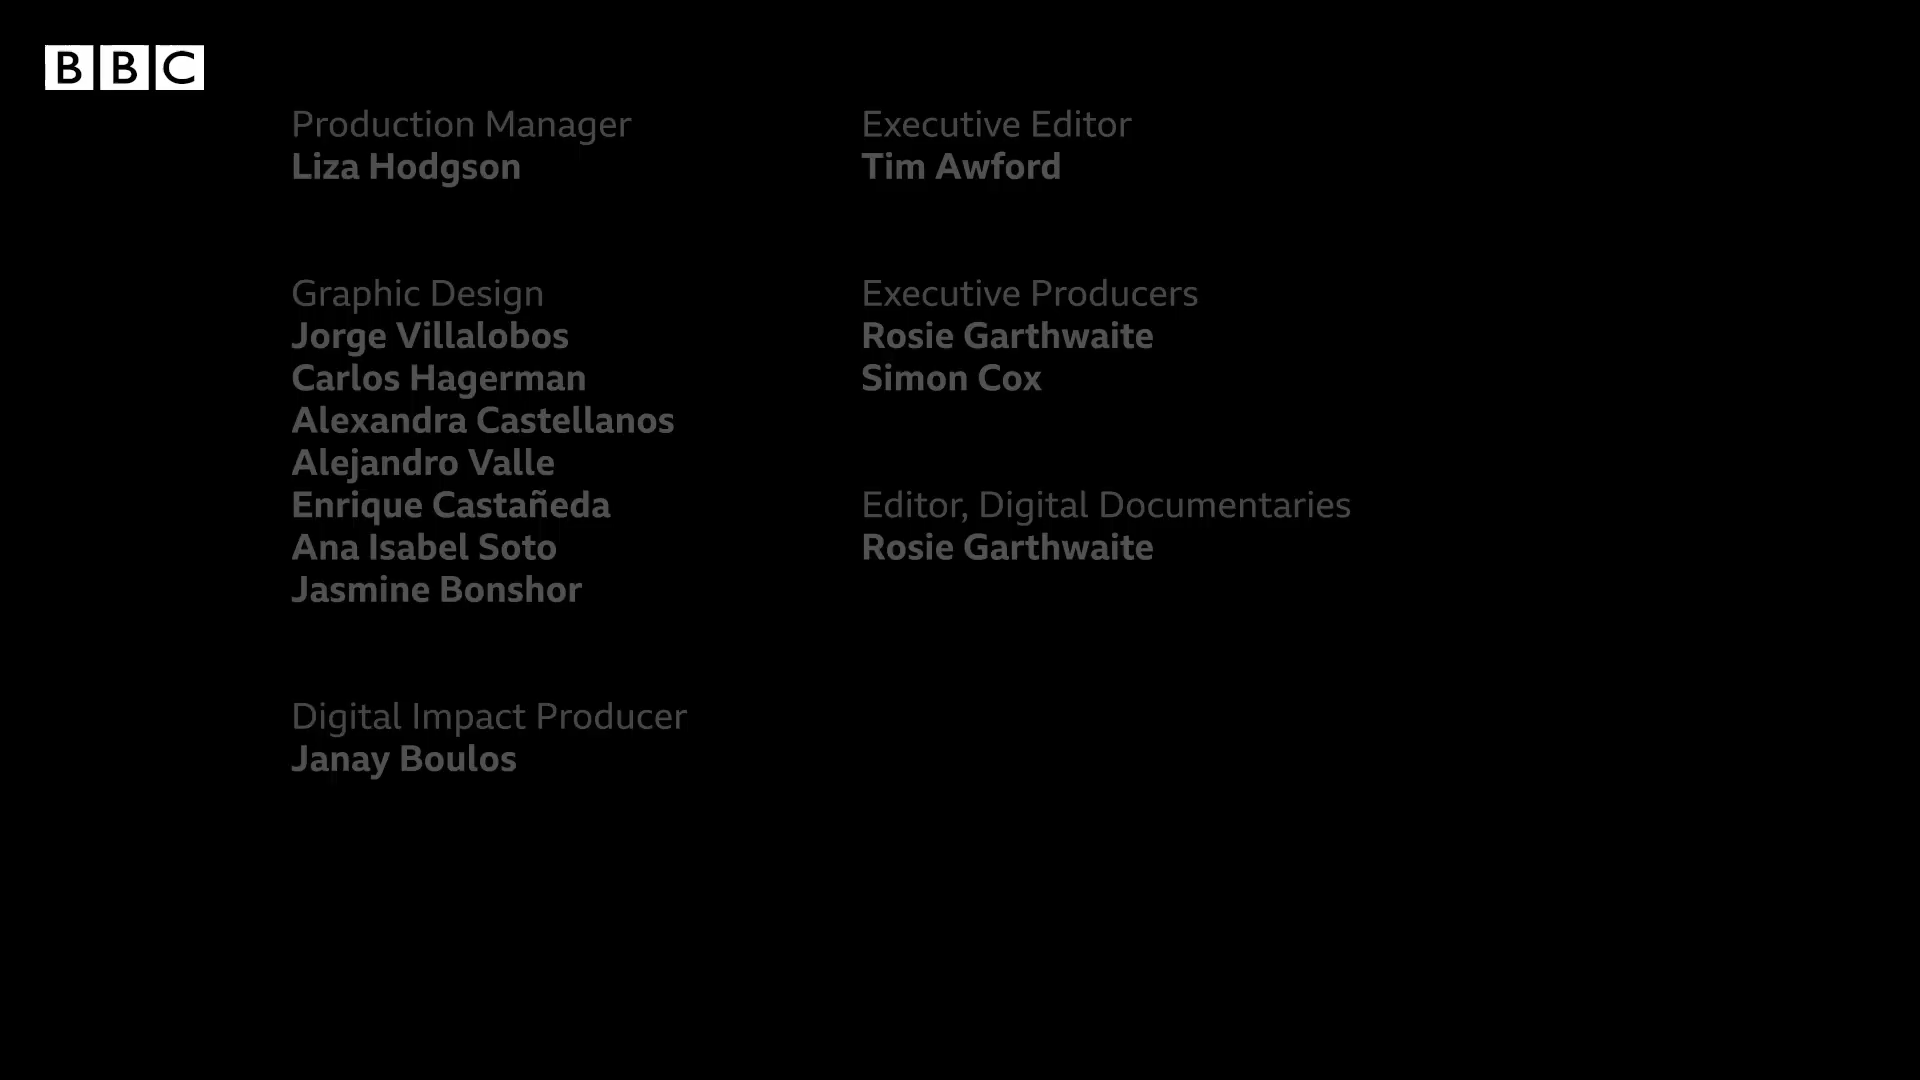 BBC
Production Manager
Liza Hodgson
Graphic Design
Jorge Villalobos
Carlos Hagerman
Alexandra Castellanos
Alejandro Valle
Enrique Castañeda
Ana Isabel Soto
Jasmine Bonshor
Digital Impact Producer
Janay Boulos
Executive Editor
Tim Awford
Executive Producers
Rosie Garthwaite
Simon Cox
Editor, Digital Documentaries
Rosie Garthwaite